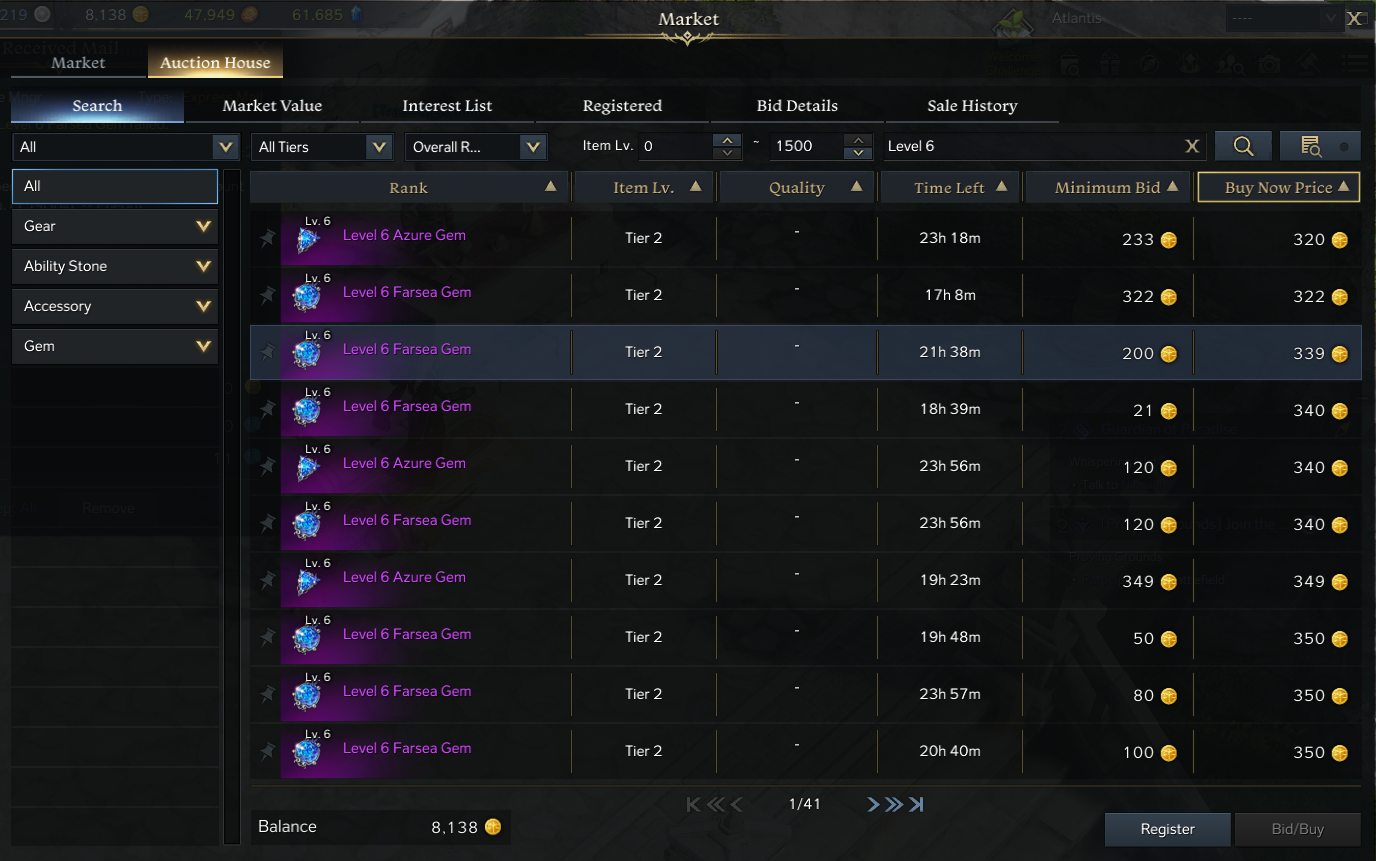 219 8,138 47,949 61,685 Market Atlantis ----
Received Mail
Market Auction House
Search Market Value Interest List Registered Bid Details Sale History
All All Tiers Overall R... Item Lv. 0 ~ 1500 Level 6 X
All
Gear
Ability Stone
Accessory
Gem
Remove
Rank Item Lv. Quality Time Left Minimum Bid Buy Now Price
Lv. 6 Level 6 Azure Gem Tier 2 - 23h 18m 233 320
Lv. 6 Level 6 Farsea Gem Tier 2 - 17h 8m 322 322
Lv. 6 Level 6 Farsea Gem Tier 2 - 21h 38m 200 339
Lv. 6 Level 6 Farsea Gem Tier 2 - 18h 39m 21 340
Lv. 6 Level 6 Azure Gem Tier 2 - 23h 56m 120 340
Lv. 6 Level 6 Farsea Gem Tier 2 - 23h 56m 120 340
Lv. 6 Level 6 Azure Gem Tier 2 - 19h 23m 349 349
Lv. 6 Level 6 Farsea Gem Tier 2 - 19h 48m 50 350
Lv. 6 Level 6 Farsea Gem Tier 2 - 23h 57m 80 350
Lv. 6 Level 6 Farsea Gem Tier 2 - 20h 40m 100 350
1/41
Balance 8,138
Register Bid/Buy